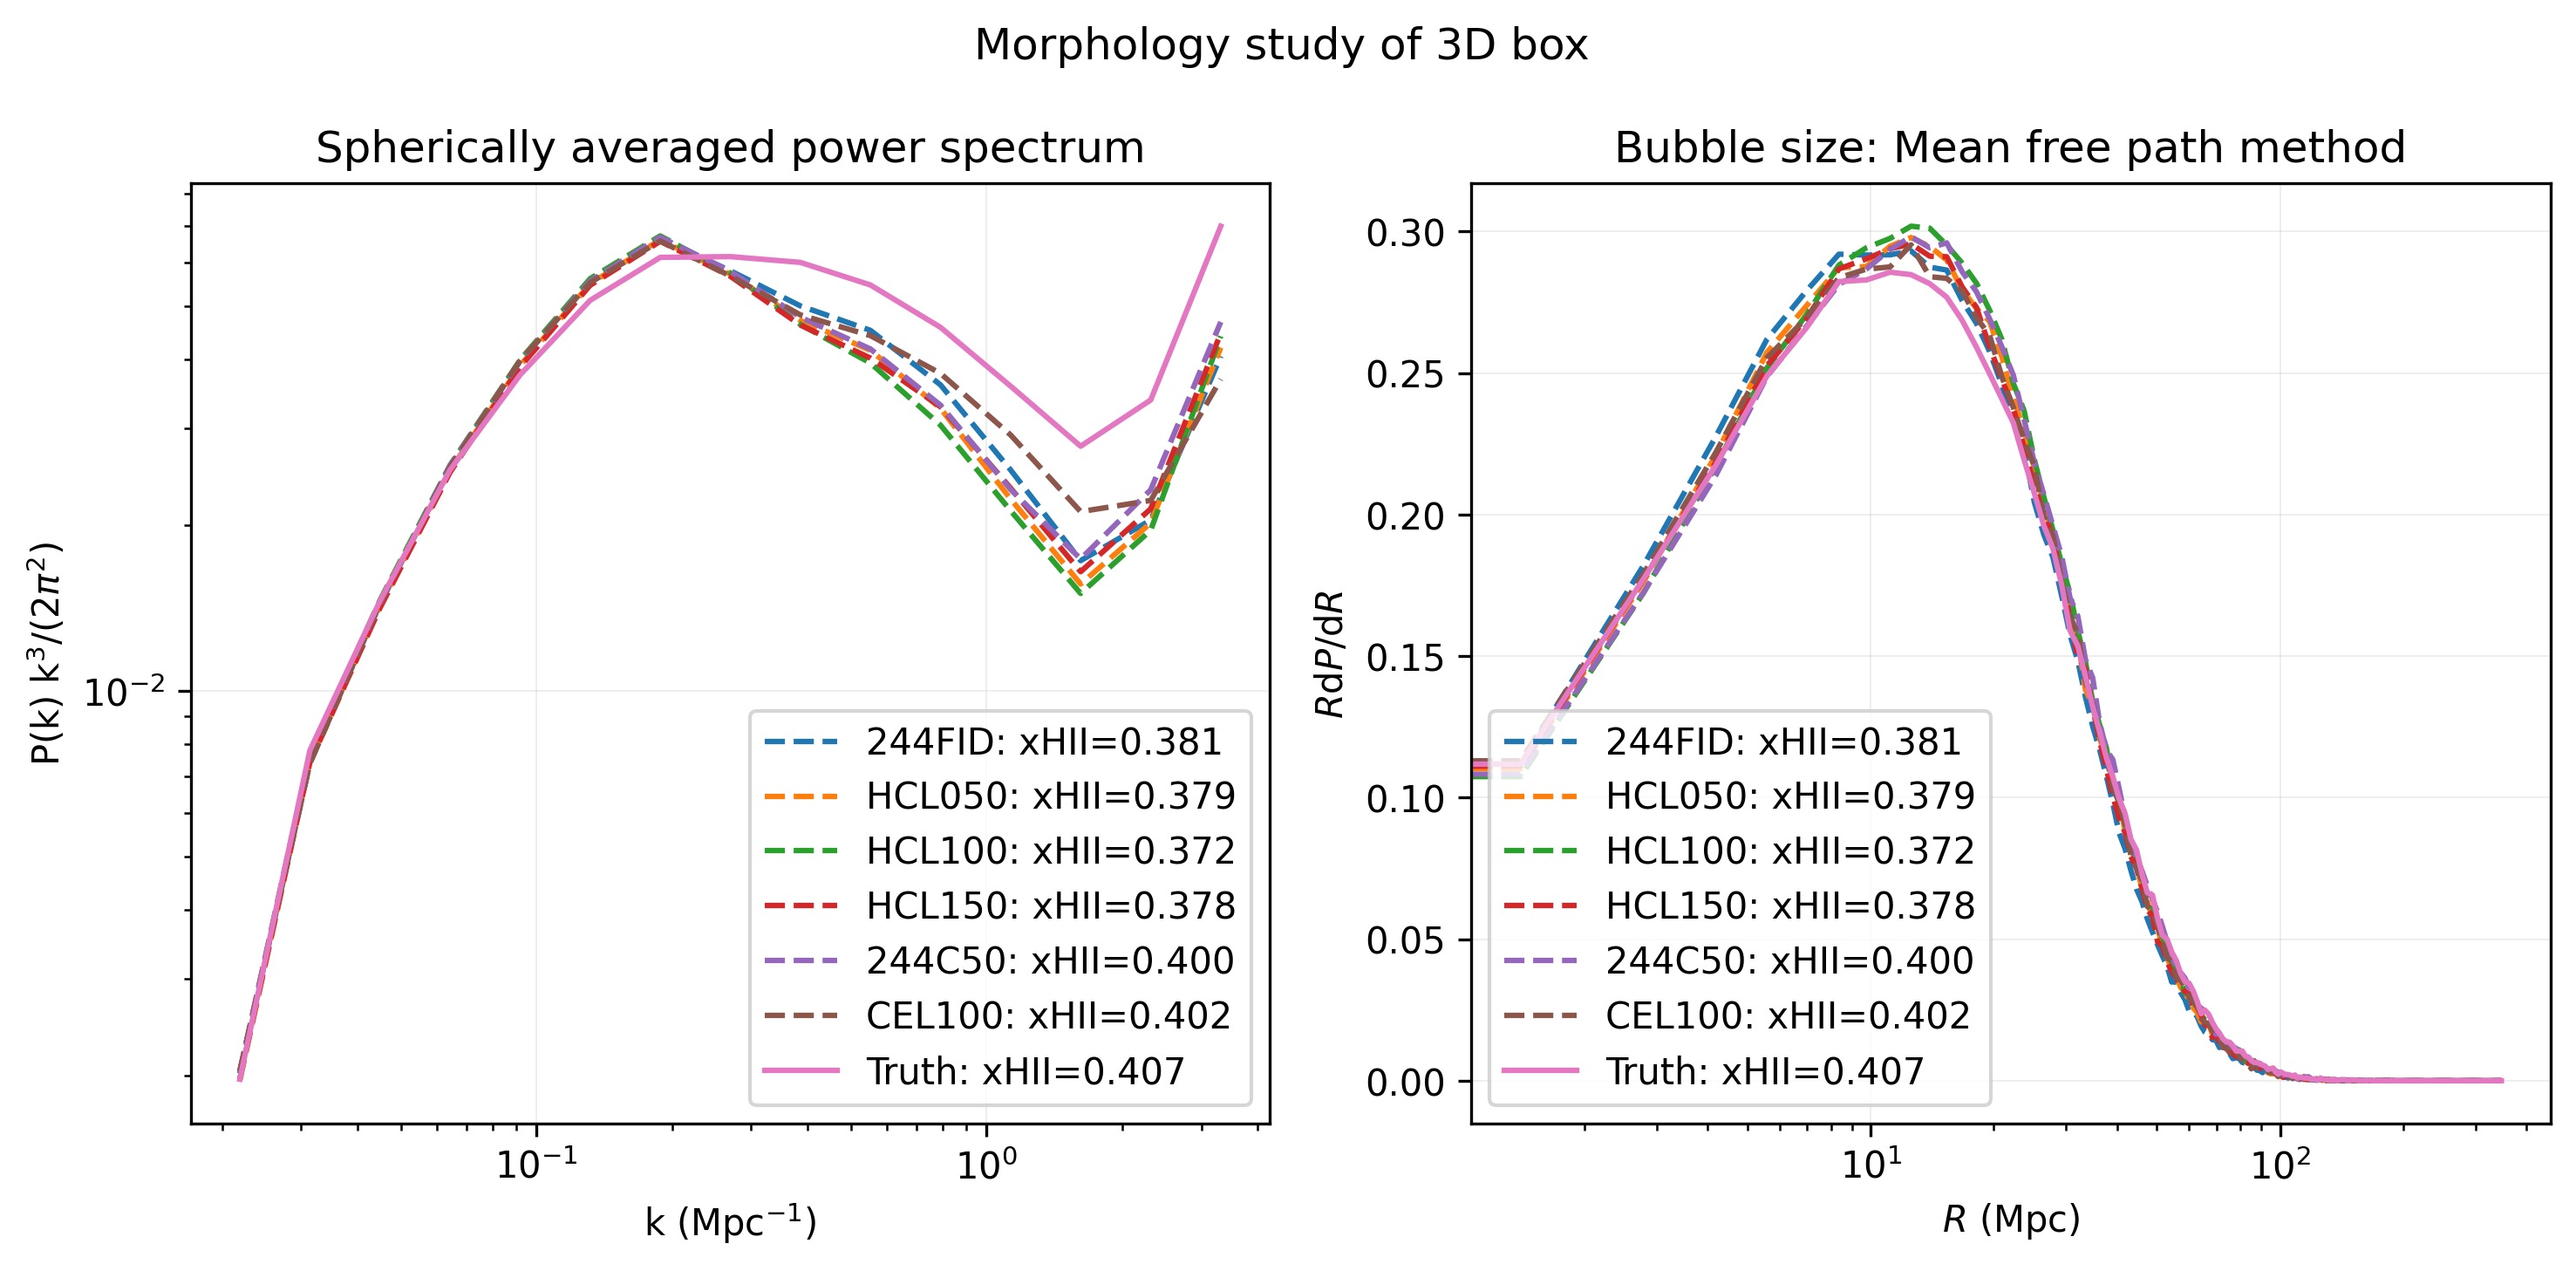 Morphology study of 3D box
Spherically averaged power spectrum
P(k) k³/(2π²)
10⁻²
244FID: xHII=0.381
HCL050: xHII=0.379
HCL100: xHII=0.372
HCL150: xHII=0.378
244C50: xHII=0.400
CEL100: xHII=0.402
Truth: xHII=0.407
10⁻¹ 10⁰
k (Mpc⁻¹)
Bubble size: Mean free path method
RdP/dR
0.30
0.25
0.20
0.15
0.10
0.05
0.00
244FID: xHII=0.381
HCL050: xHII=0.379
HCL100: xHII=0.372
HCL150: xHII=0.378
244C50: xHII=0.400
CEL100: xHII=0.402
Truth: xHII=0.407
10¹ 10²
R (Mpc)